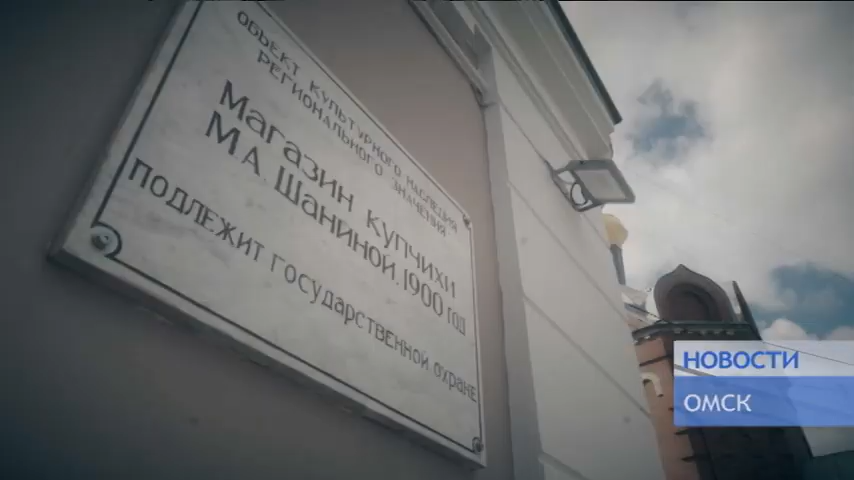 ОБЪЕКТ КУЛЬТУРНОГО НАСЛЕДИЯ
РЕГИОНАЛЬНОГО ЗНАЧЕНИЯ
Магазин купчихи
М.А. Шаниной, 1900 год
подлежит государственной охране
НОВОСТИ
ОМСК